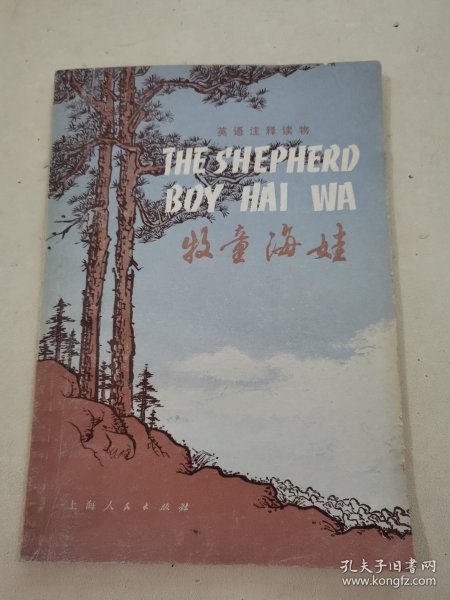 英语注释读物
THE SHEPHERD
BOY HAI WA
牧童海娃
上海人民出版社
孔夫子旧书网
www.kongfz.com